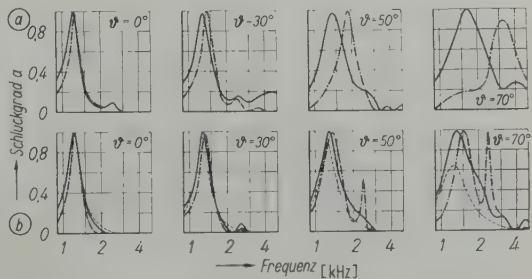 a
Schluckgrad a
0,8
0,4
0
ϑ=0°
ϑ-30°
ϑ=50°
ϑ=70°
b
0,8
0,4
0
ϑ=0°
ϑ=30°
ϑ=50°
ϑ=70°
1 2 4 1 2 4 1 2 4 1 2 4
Frequenz [kHz]